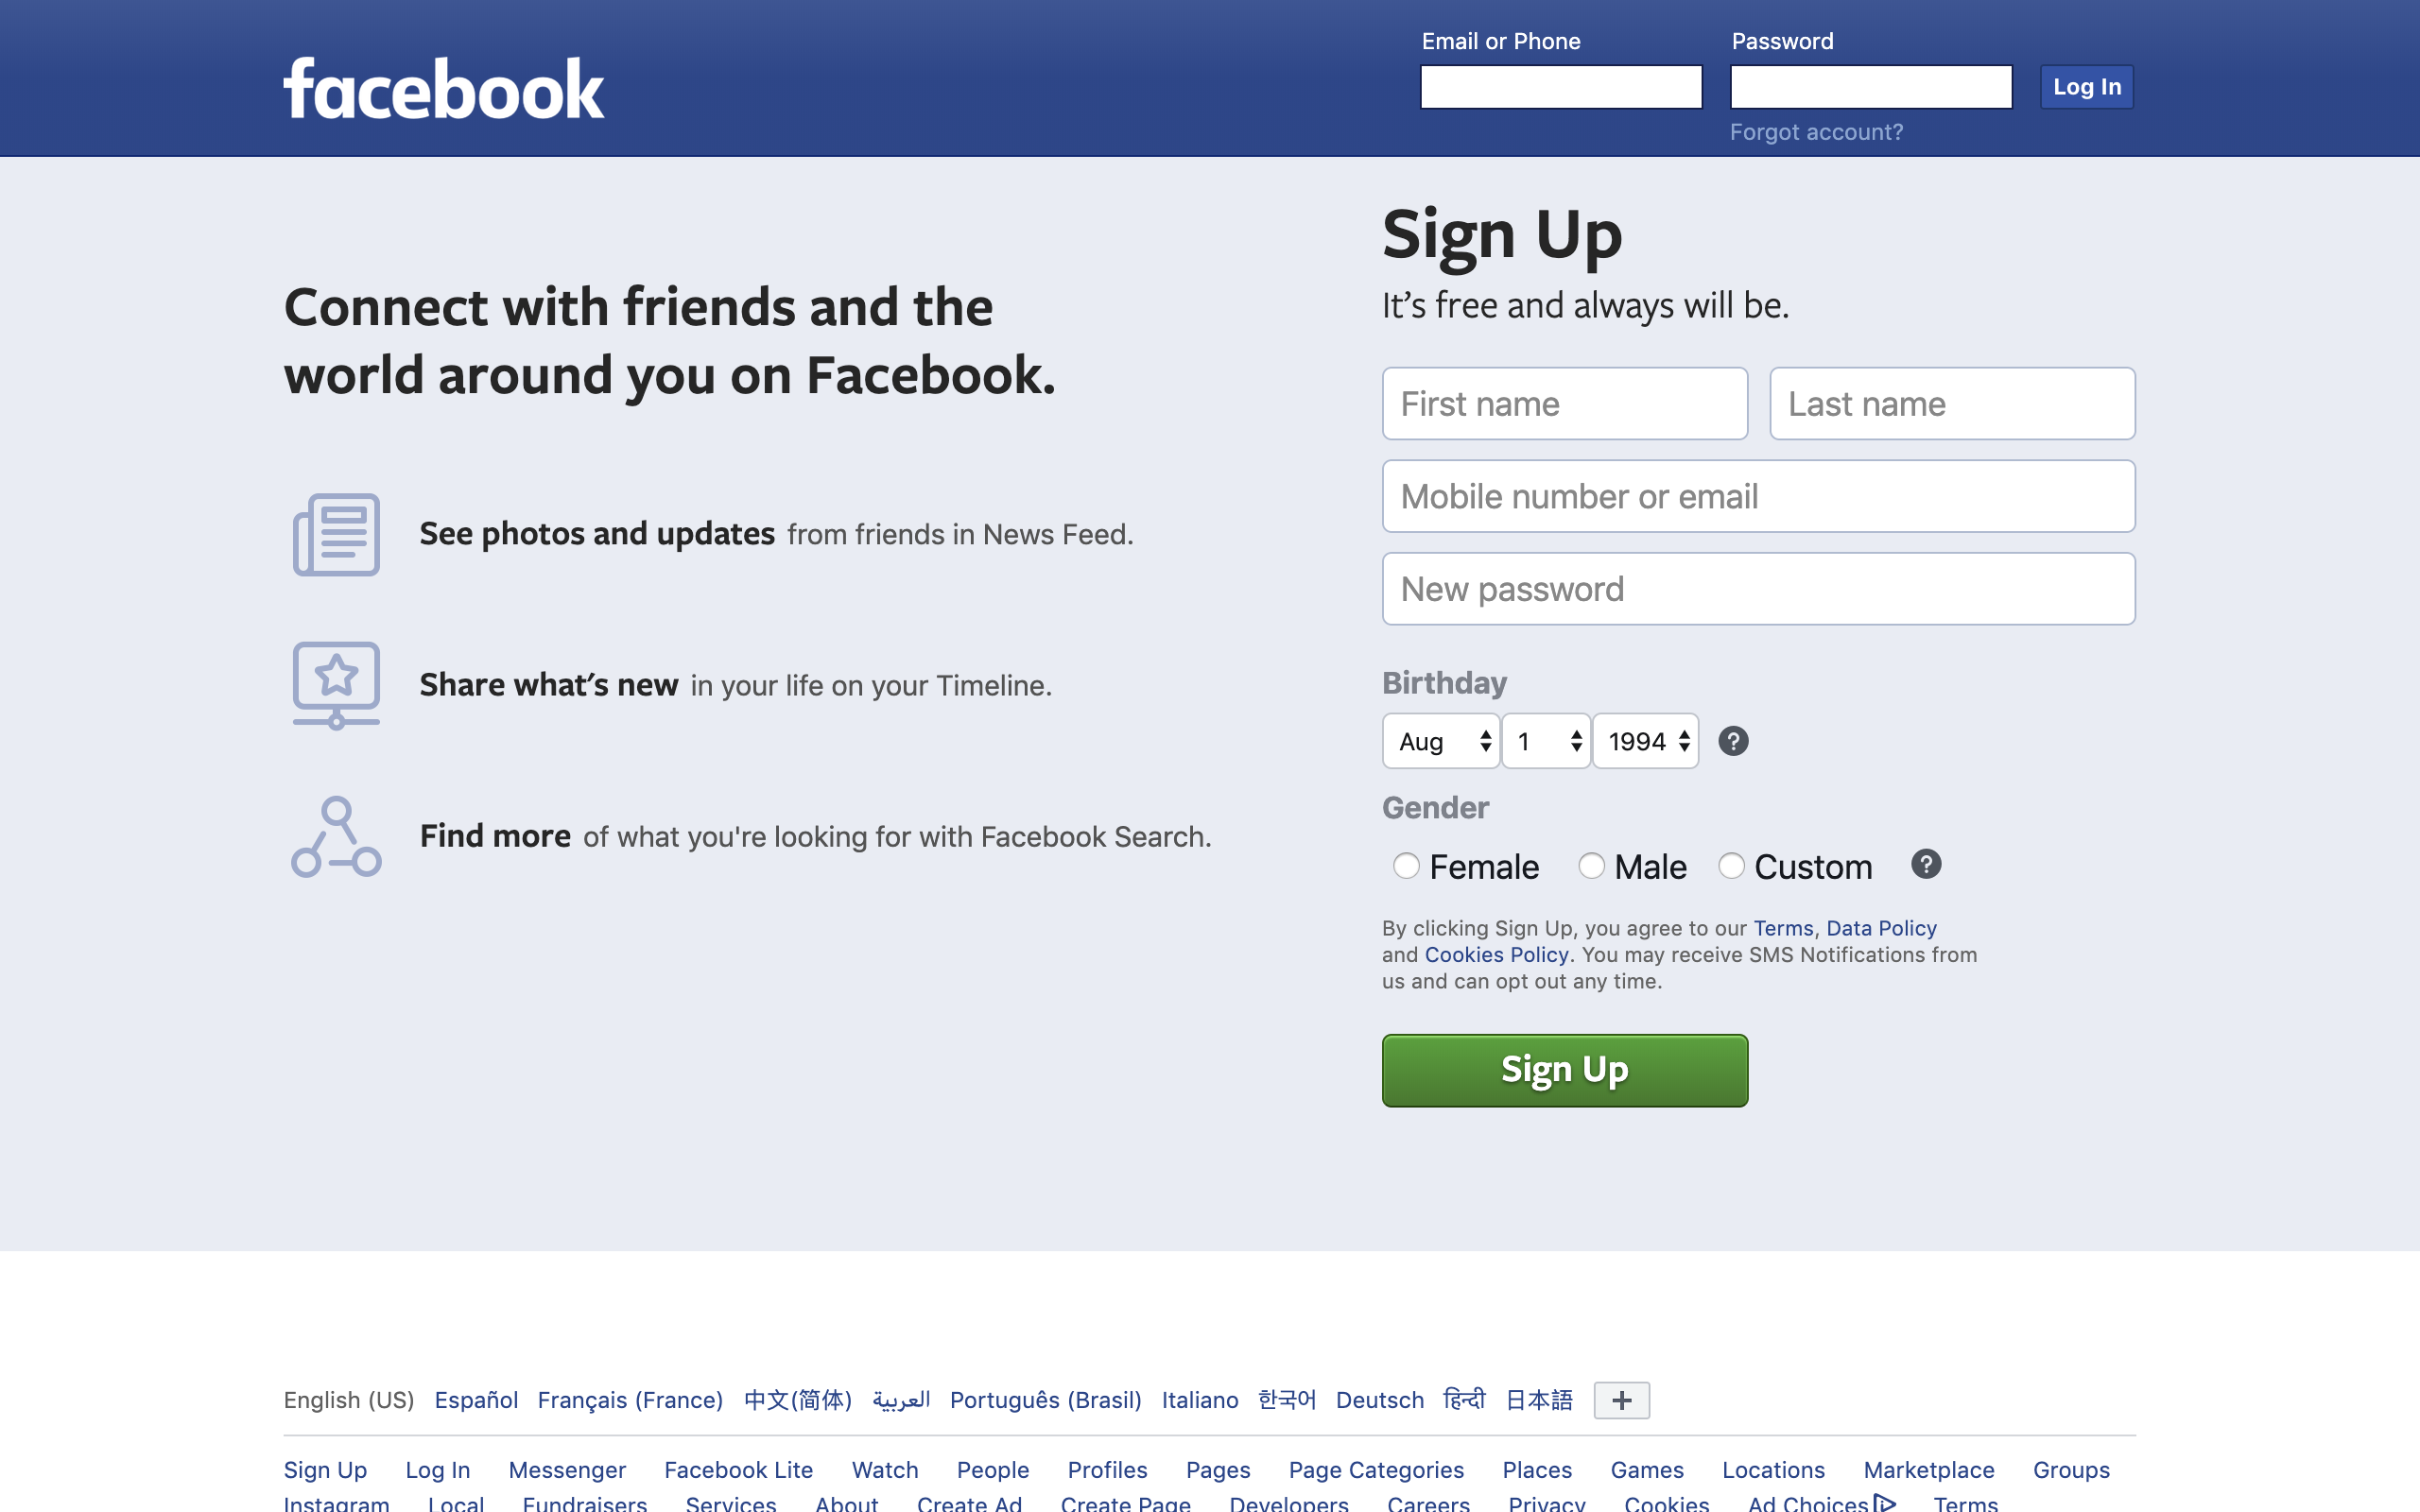 facebook
Email or Phone
Password
Log In
Forgot account?
Connect with friends and the
world around you on Facebook.
See photos and updates from friends in News Feed.
Share what's new in your life on your Timeline.
Find more of what you're looking for with Facebook Search.
Sign Up
It’s free and always will be.
First name
Last name
Mobile number or email
New password
Birthday
Aug 1 1994 ?
Gender
Female Male Custom ?
By clicking Sign Up, you agree to our Terms, Data Policy
and Cookies Policy. You may receive SMS Notifications from
us and can opt out any time.
Sign Up
English (US) Español Français (France) 中文(简体) العربية Português (Brasil) Italiano 한국어 Deutsch हिन्दी 日本語 +
Sign Up Log In Messenger Facebook Lite Watch People Profiles Pages Page Categories Places Games Locations Marketplace Groups
Instagram Local Fundraisers Services About Create Ad Create Page Developers Careers Privacy Cookies Ad Choices Terms